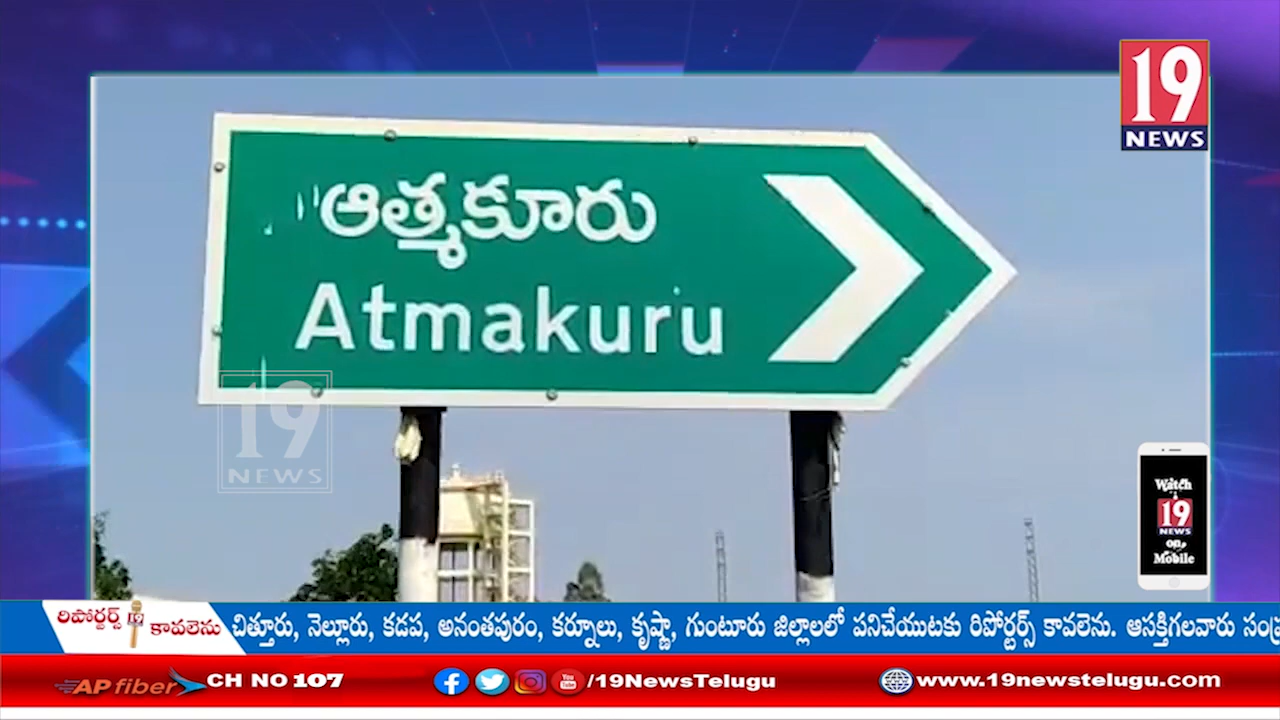 19
NEWS
ఆత్మకూరు
Atmakuru
19
NEWS
Watch
19
NEWS
on
Mobile
రిపోర్టర్స్ 19 కావలెను
చిత్తూరు, నెల్లూరు, కడప, అనంతపురం, కర్నూలు, కృష్ణా, గుంటూరు జిల్లాలలో పనిచేయుటకు రిపోర్టర్స్ కావలెను. ఆసక్తిగలవారు
AP fiber CH NO 107 /19NewsTelugu www.19newstelugu.com